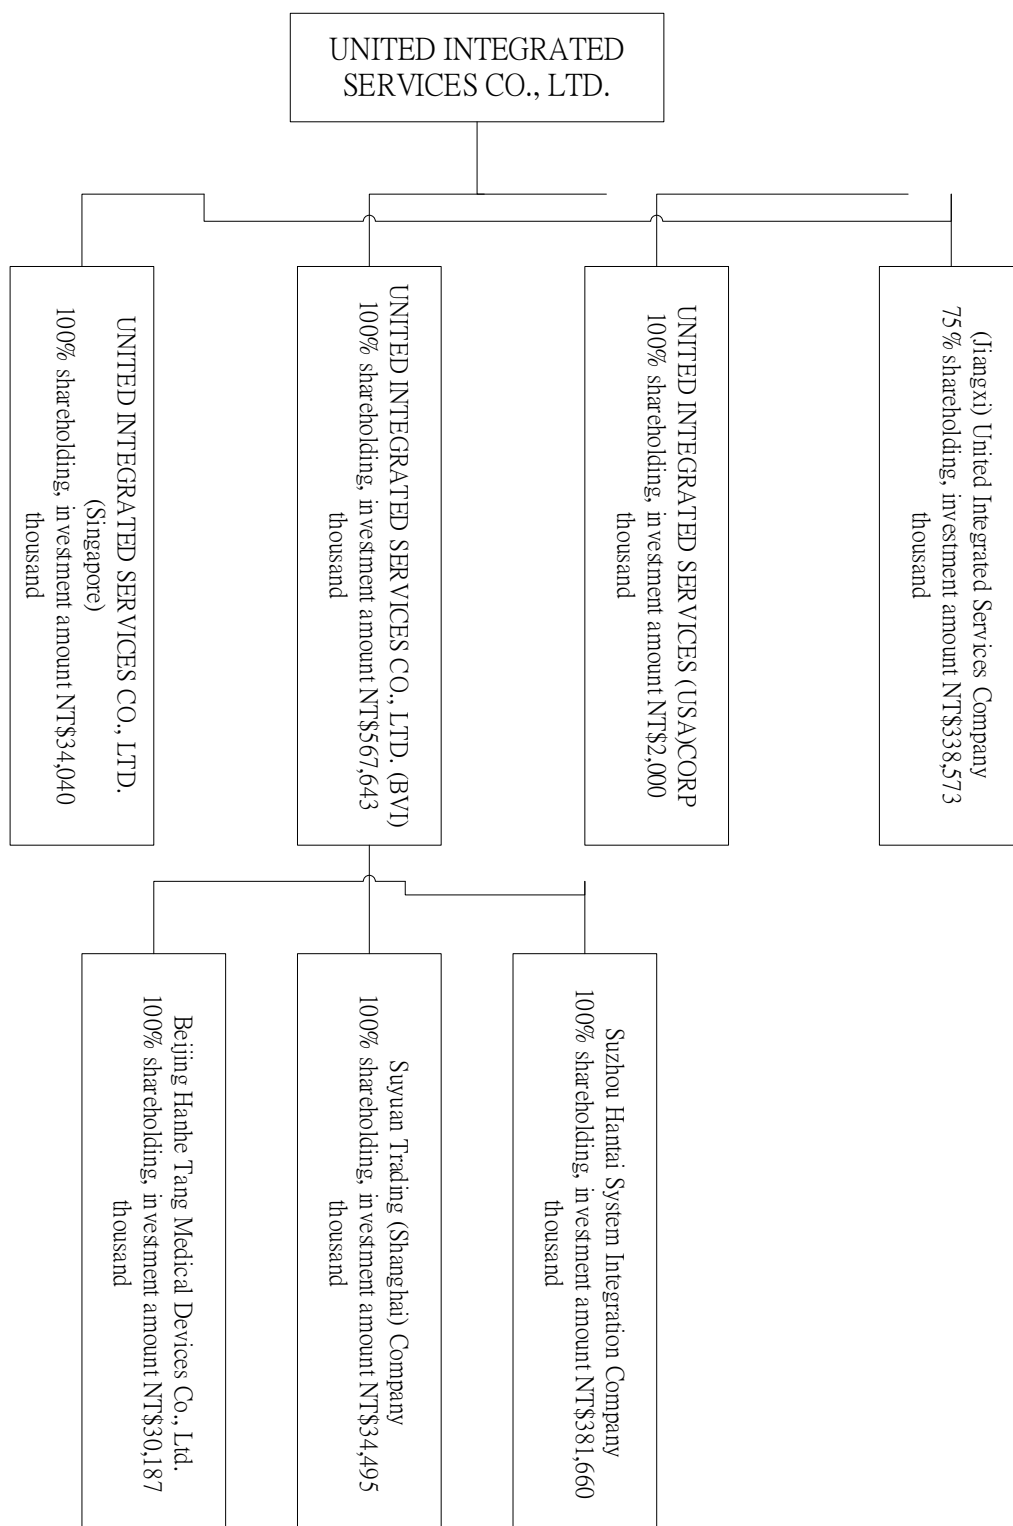 UNITED INTEGRATED
SERVICES CO., LTD.
UNITED INTEGRATED SERVICES CO., LTD.
(Singapore)
100% shareholding, investment amount NT$34,040
thousand
UNITED INTEGRATED SERVICES CO., LTD. (BVI)
100% shareholding, investment amount NT$567,643
thousand
UNITED INTEGRATED SERVICES (USA)CORP
100% shareholding, investment amount NT$2,000
(Jiangxi) United Integrated Services Company
75% shareholding, investment amount NT$338,573
thousand
Beijing Hanhe Tang Medical Devices Co., Ltd.
100% shareholding, investment amount NT$30,187
thousand
Suyuan Trading (Shanghai) Company
100% shareholding, investment amount NT$34,495
thousand
Suzhou Hantai System Integration Company
100% shareholding, investment amount NT$381,660
thousand